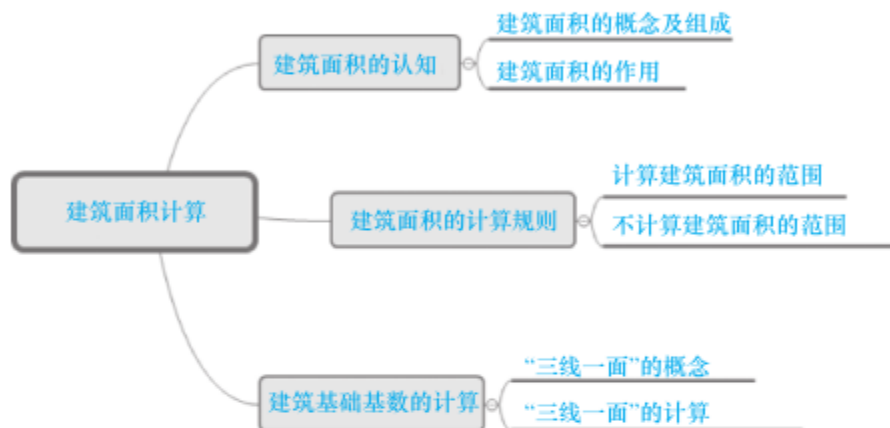 建筑面积的概念及组成
建筑面积的认知
建筑面积的作用
计算建筑面积的范围
建筑面积计算
建筑面积的计算规则
不计算建筑面积的范围
“三线一面”的概念
建筑基础基数的计算
“三线一面”的计算